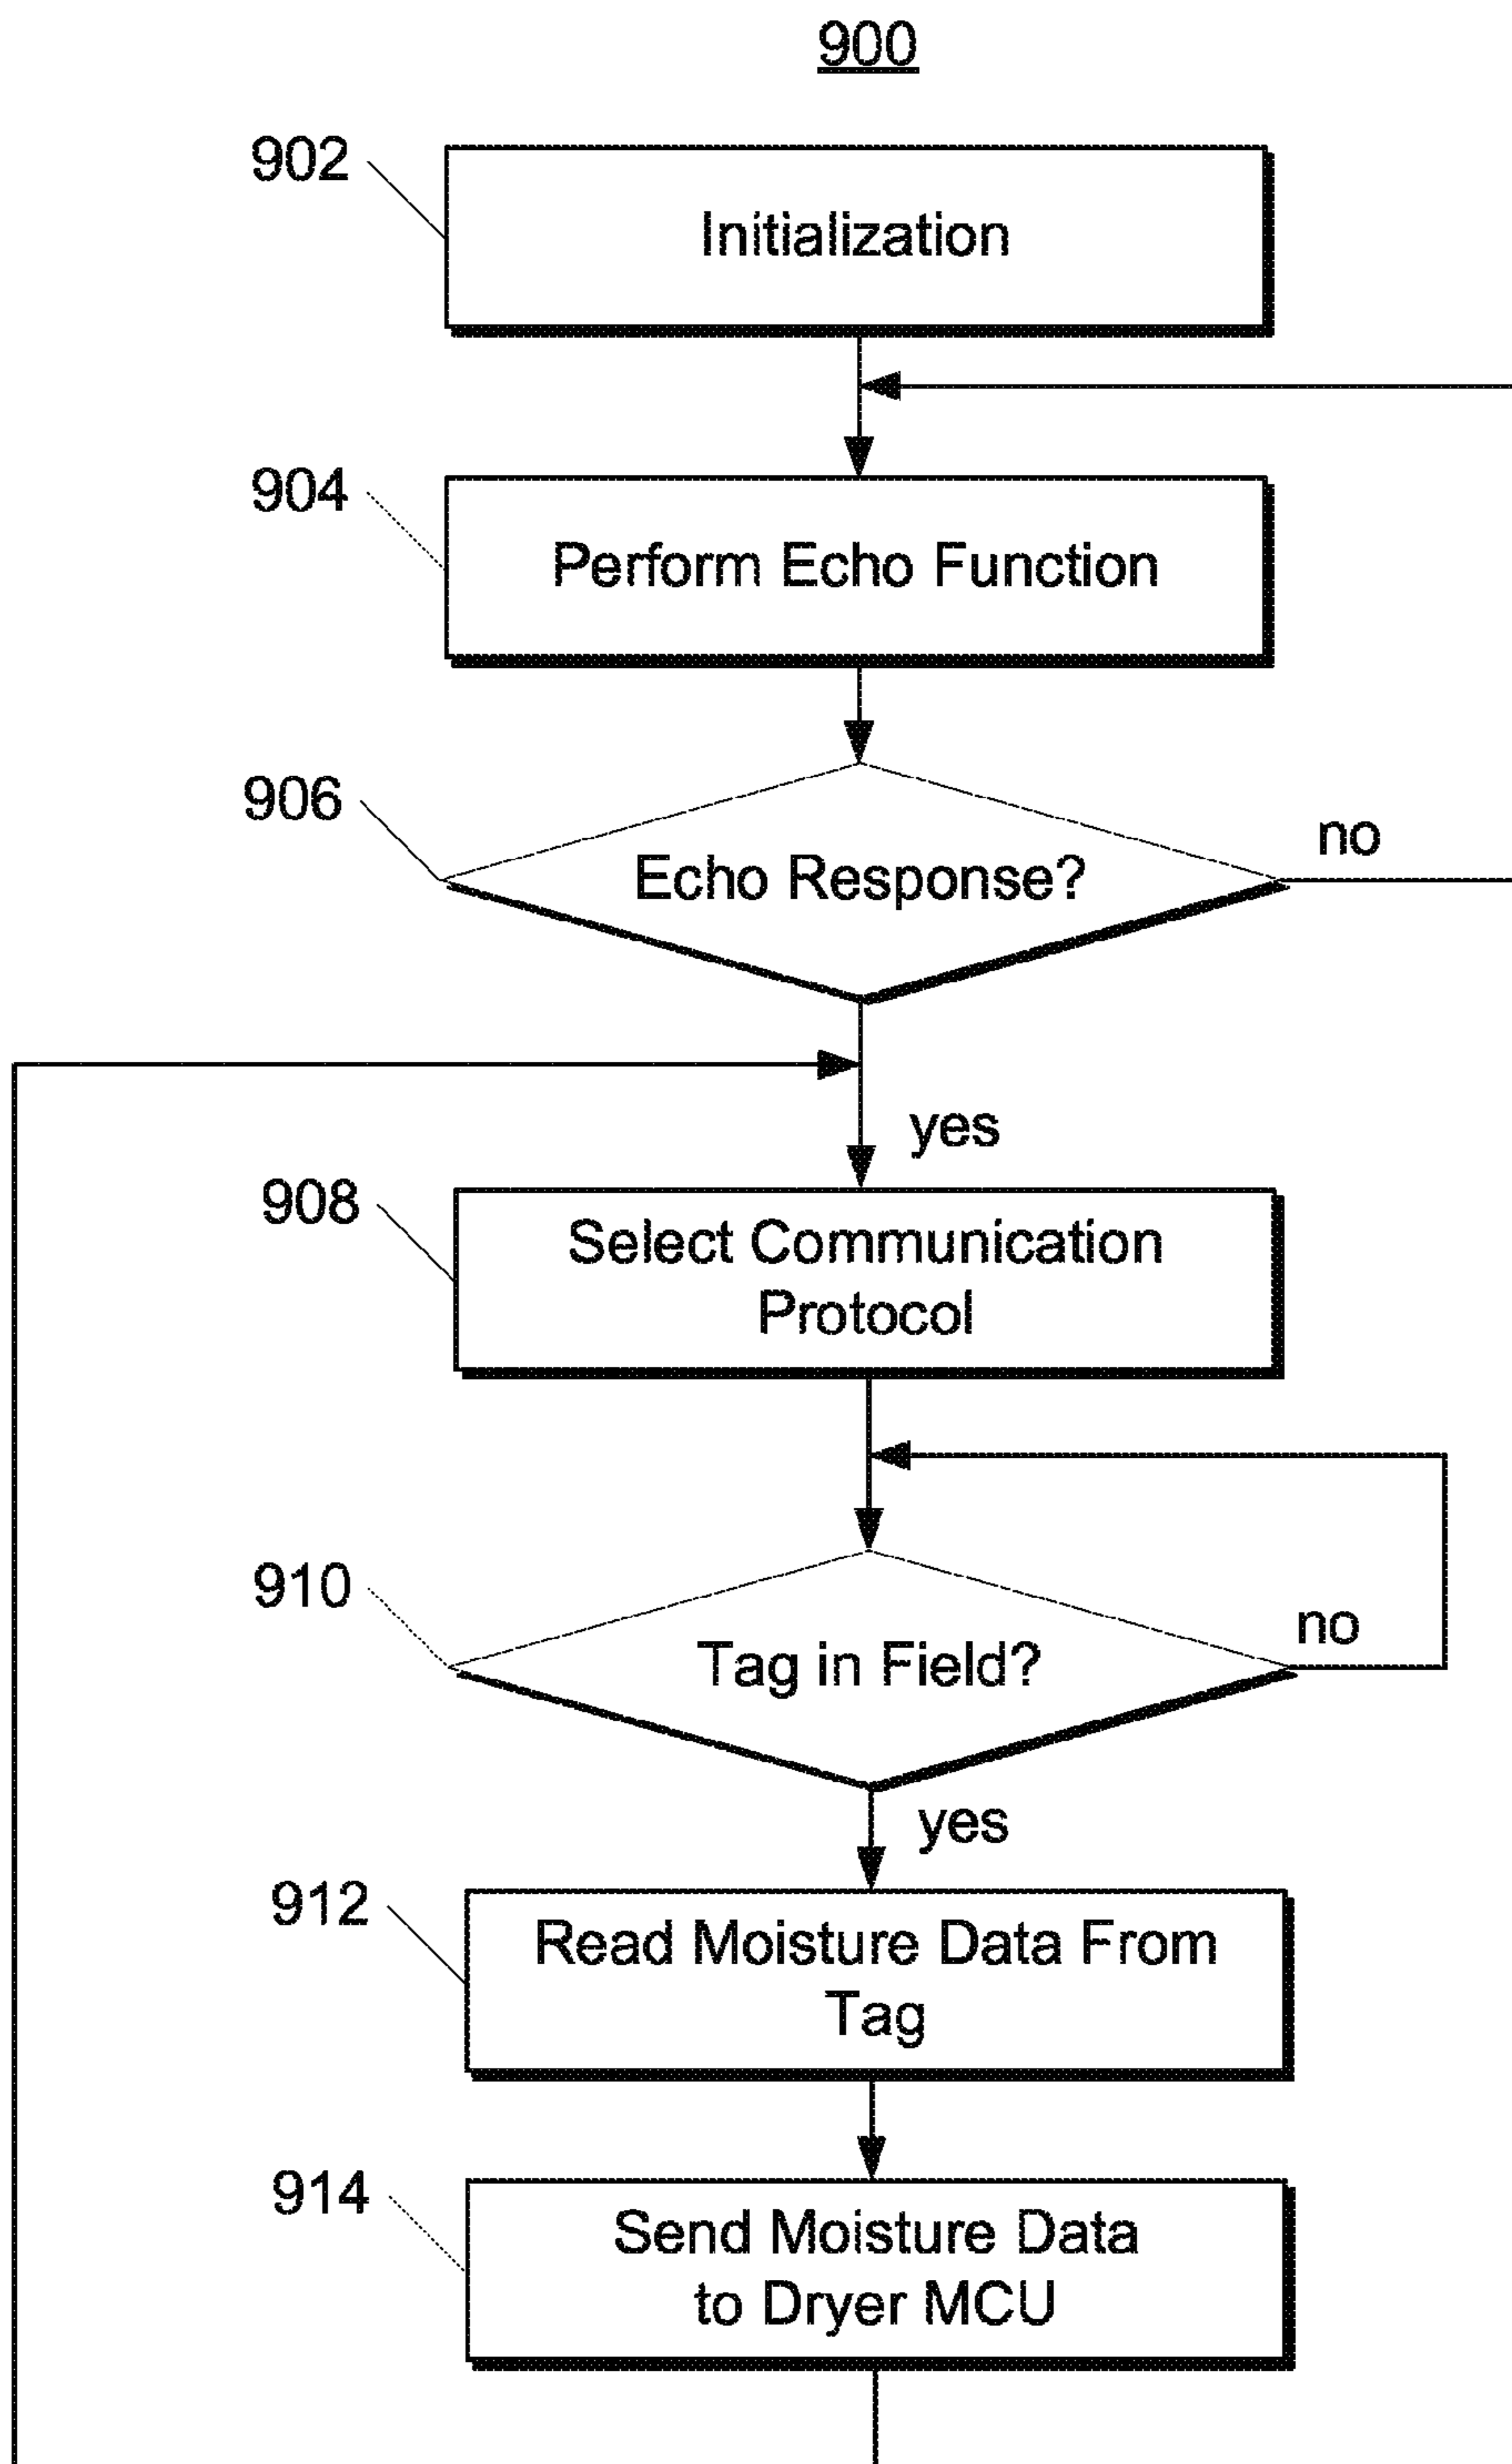 900
902
Initialization
904
Perform Echo Function
906
Echo Response?
no
yes
908
Select Communication
Protocol
910
Tag in Field?
no
yes
912
Read Moisture Data From
Tag
914
Send Moisture Data
to Dryer MCU